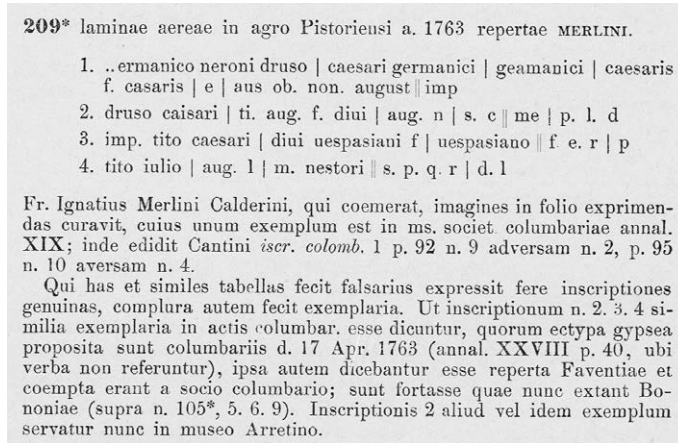 209* laminae aereae in agro Pistoriensi a. 1763 repertae MERLINI.
1. ..ermanico neroni druso | caesari germanici | geamanici | caesaris
f. casaris | e | aus ob. non. august || imp
2. druso caisari | ti. aug. f. diui | aug. n | s. c || me | p. l. d
3. imp. tito caesari | diui uespasiani f | uespasiano || f. e. r | p
4. tito iulio | aug. l | m. nestori || s. p. q. r | d. l
Fr. Ignatius Merlini Calderini, qui coemerat, imagines in folio exprimen-
das curavit, cuius unum exemplum est in ms. societ. columbariae annal.
XIX; inde edidit Cantini iscr. colomb. 1 p. 92 n. 9 adversam n. 2, p. 95
n. 10 aversam n. 4.
Qui has et similes tabellas fecit falsarius expressit fere inscriptiones
genuinas, complura autem fecit exemplaria. Ut inscriptionum n. 2. 3. 4 si-
milia exemplaria in actis columbar. esse dicuntur, quorum ectypa gypsea
proposita sunt columbariis d. 17 Apr. 1763 (annal. XXVIII p. 40, ubi
verba non referuntur), ipsa autem dicebantur esse reperta Faventiae et
coempta erant a socio columbario; sunt fortasse quae nunc extant Bo-
noniae (supra n. 105*, 5. 6. 9). Inscriptionis 2 aliud vel idem exemplum
servatur nunc in museo Arretino.